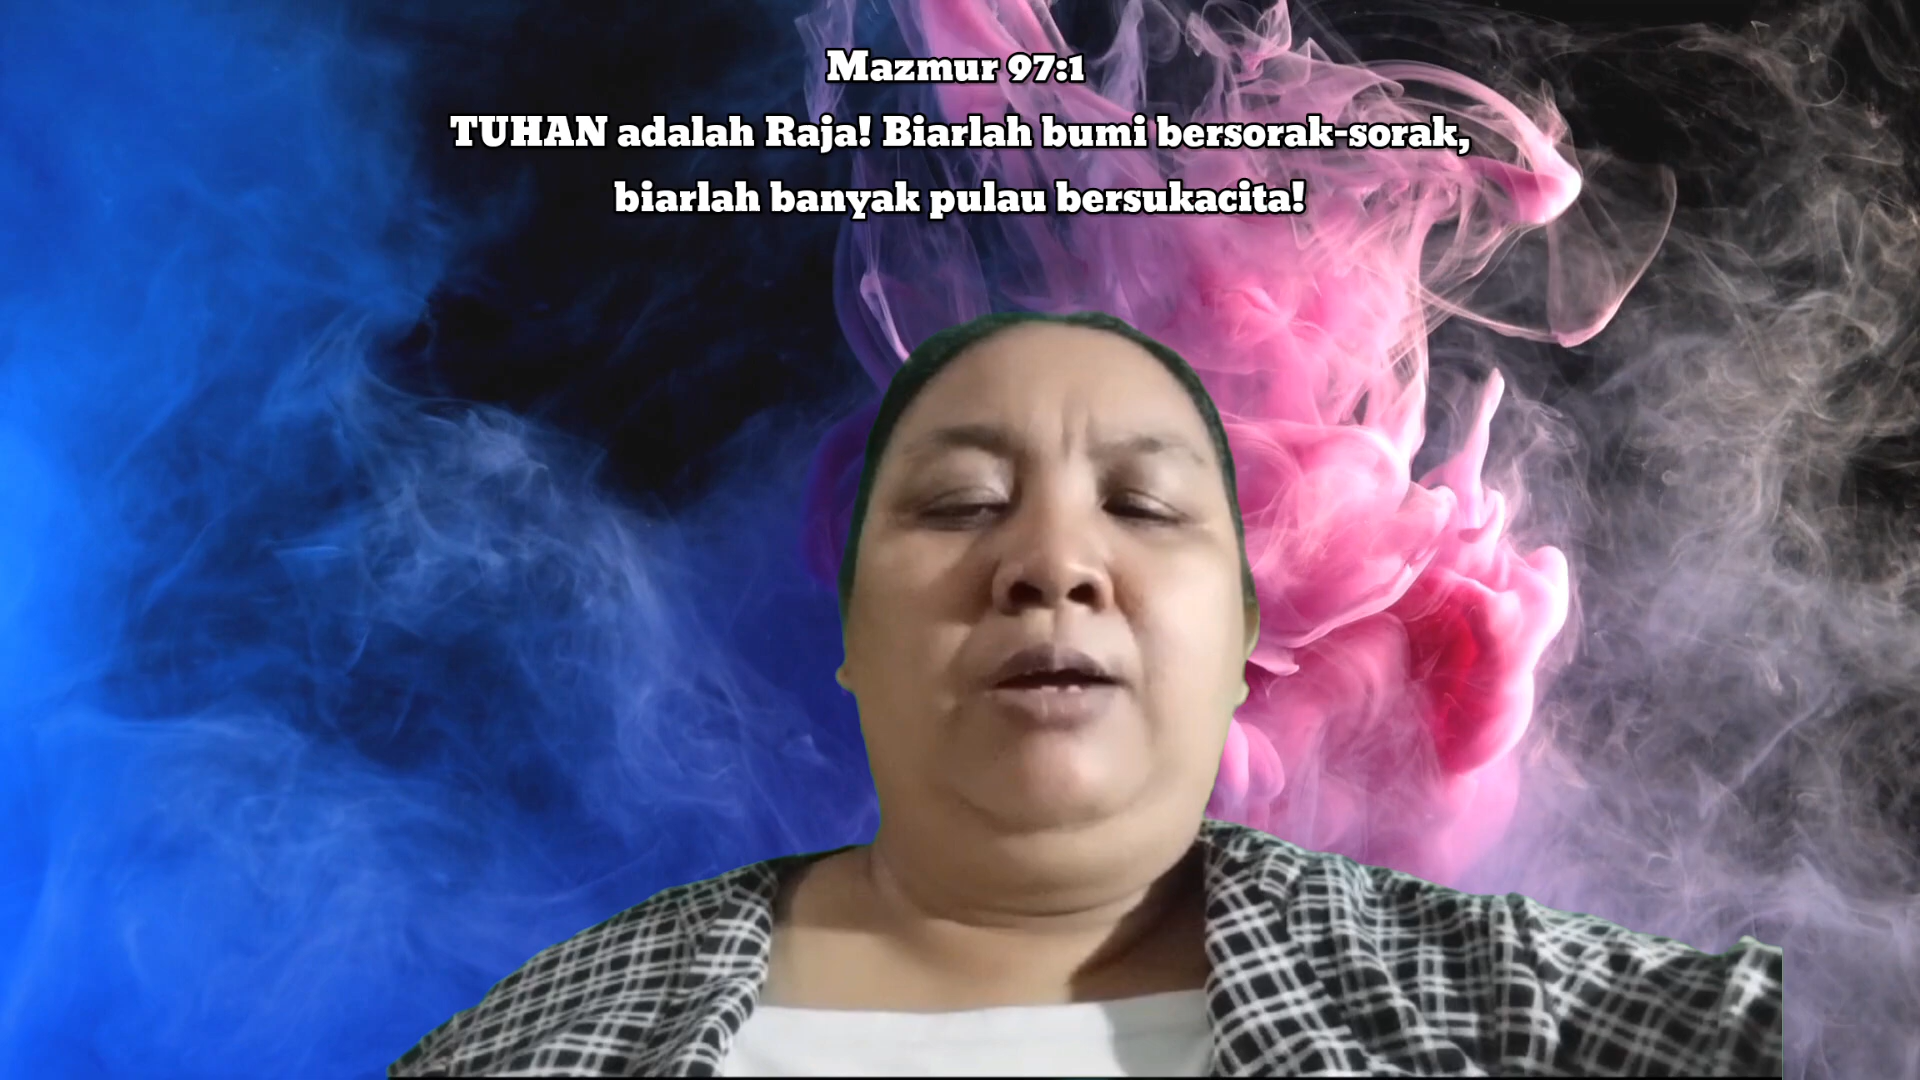 Mazmur 97:1
TUHAN adalah Raja! Biarlah bumi bersorak-sorak,
biarlah banyak pulau bersukacita!